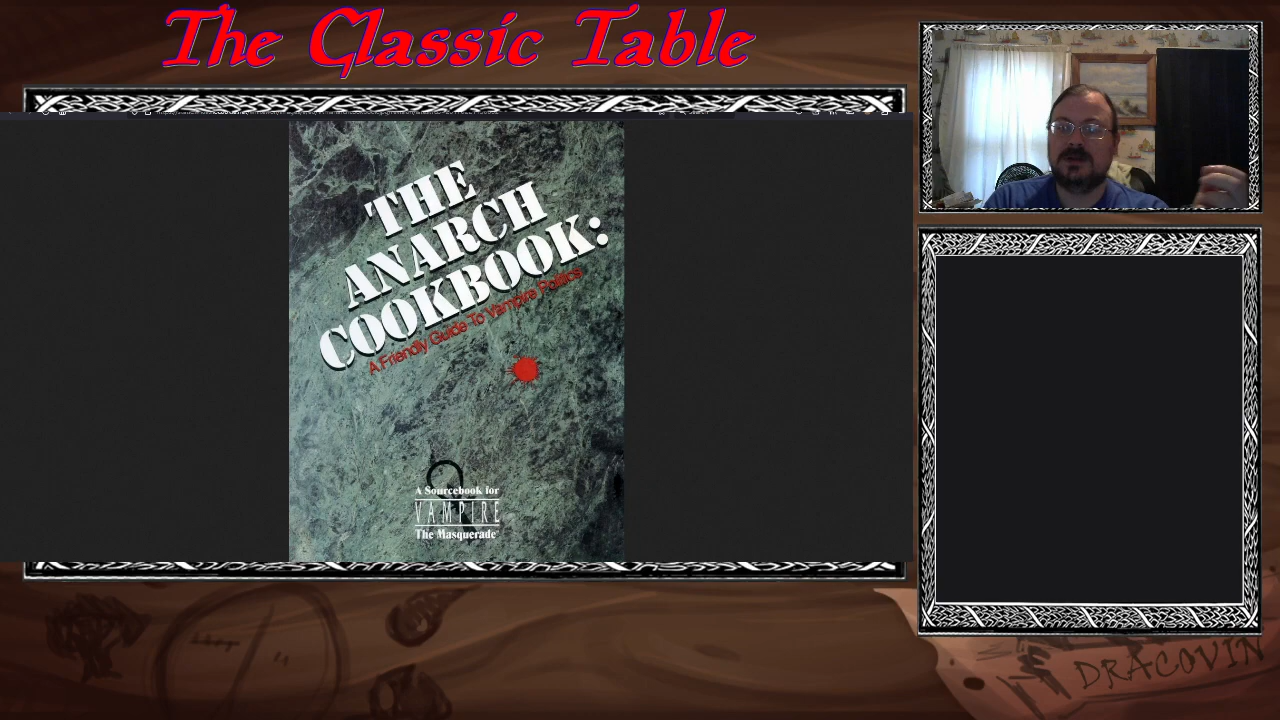 The Classic Table
THE
ANARCH
COOKBOOK:
A Friendly Guide To Vampire Politics
A Sourcebook for
VAMPIRE
The Masquerade
DRACOVIN